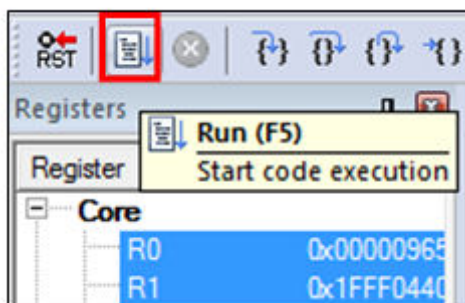 RST
Registers
Run (F5)
Register
Start code execution
Core
R0 0x00000965
R1 0x1FFF0440